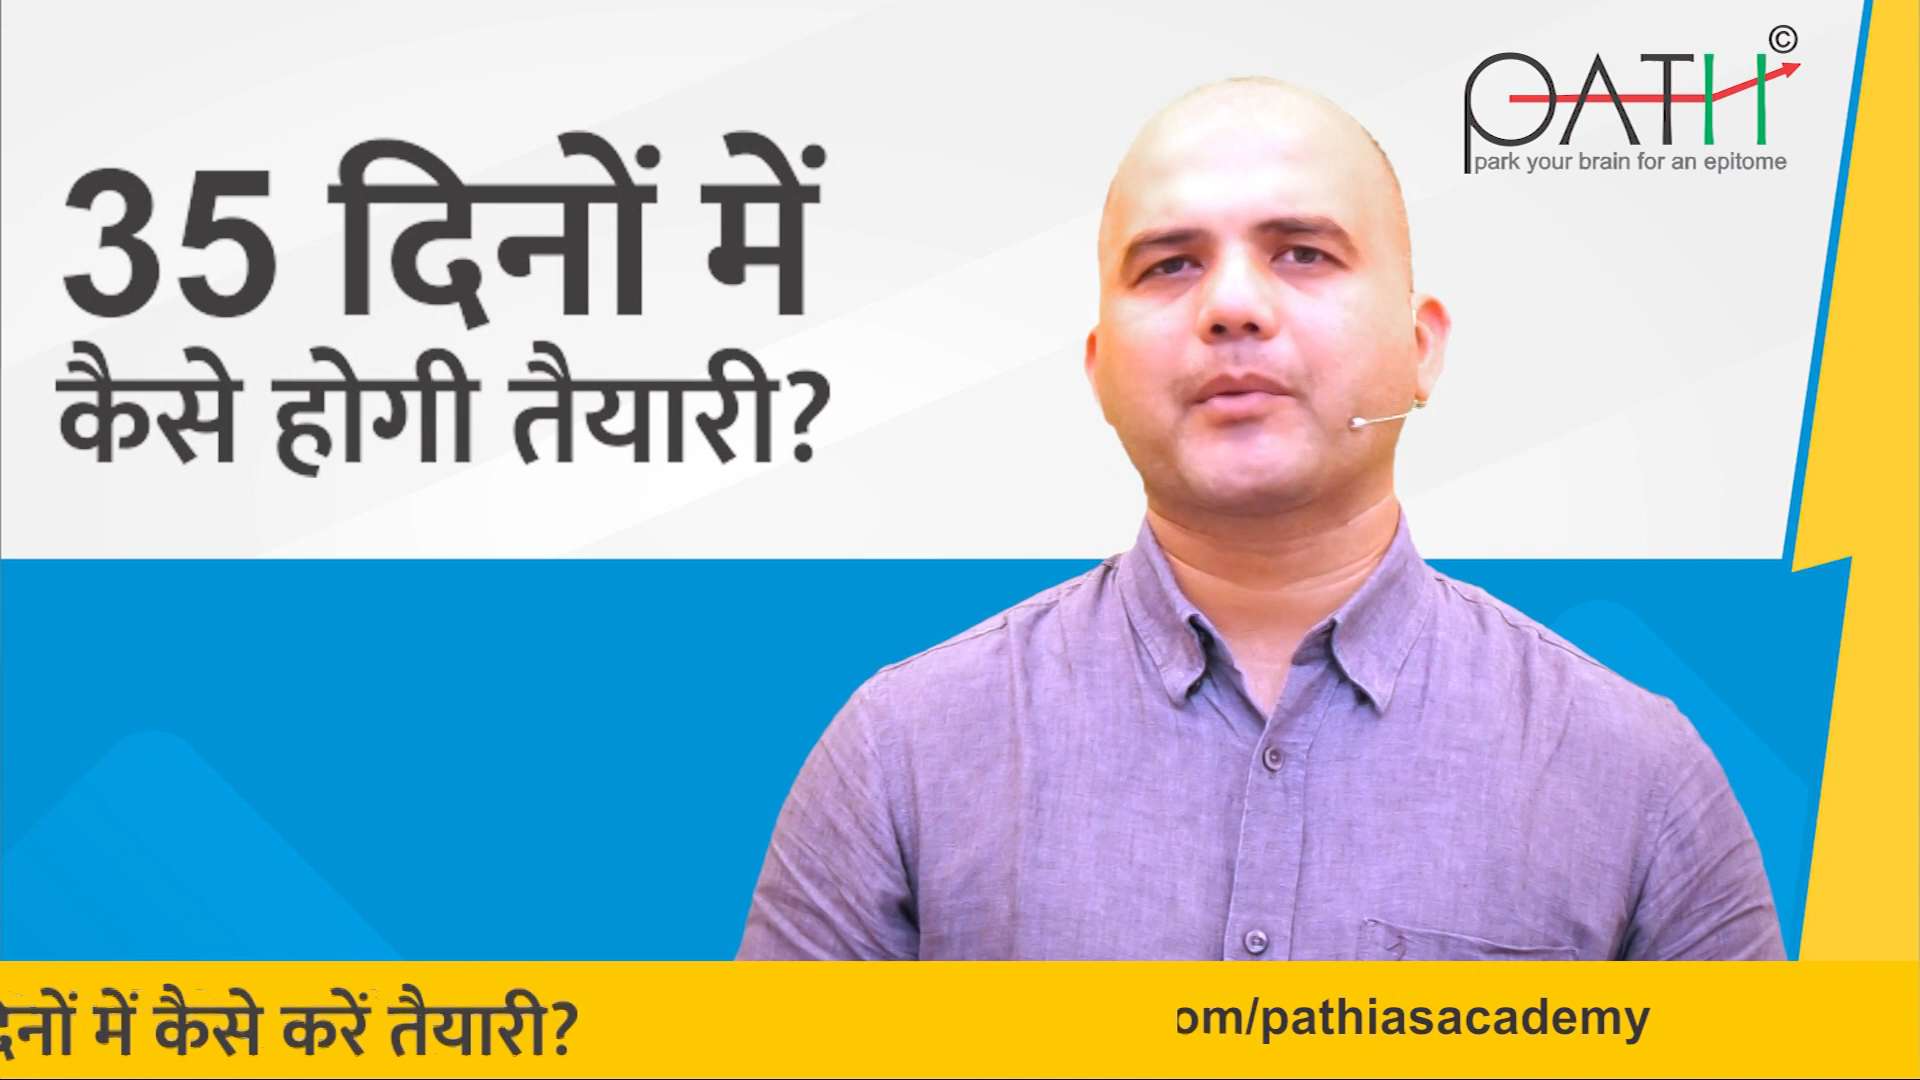 PATH©
park your brain for an epitome
35 दिनों में
कैसे होगी तैयारी?
में कैसे करें तैयारी?
om/pathiasacademy